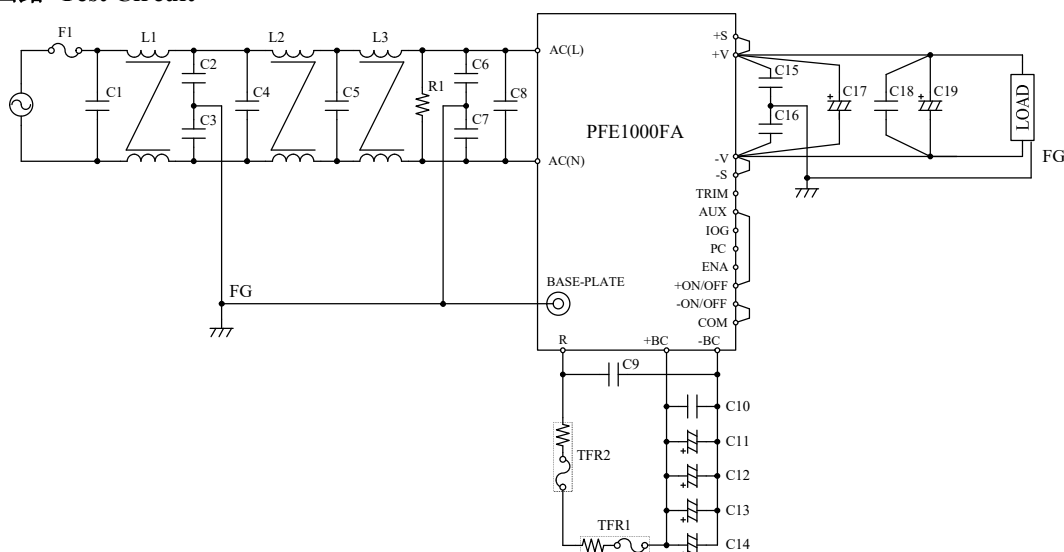 Test Circuit
F1
L1
L2
L3
C1
C2
C3
C4
C5
R1
C6
C7
C8
AC(L)
AC(N)
PFE1000FA
BASE-PLATE
FG
+S
+V
-V
-S
TRIM
AUX
IOG
PC
ENA
+ON/OFF
-ON/OFF
COM
C15
C16
C17
C18
C19
LOAD
FG
R
+BC
-BC
C9
C10
C11
C12
C13
C14
TFR2
TFR1